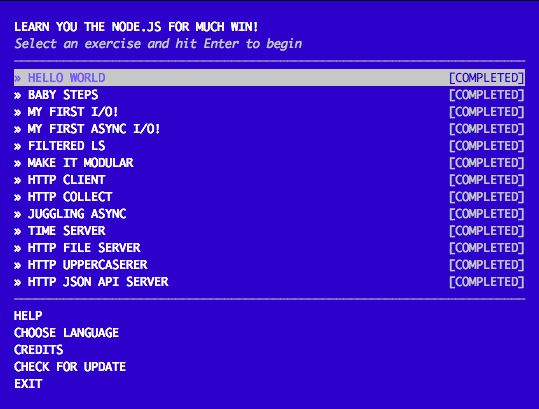 LEARN YOU THE NODE.JS FOR MUCH WIN!
Select an exercise and hit Enter to begin
» HELLO WORLD [COMPLETED]
» BABY STEPS [COMPLETED]
» MY FIRST I/O! [COMPLETED]
» MY FIRST ASYNC I/O! [COMPLETED]
» FILTERED LS [COMPLETED]
» MAKE IT MODULAR [COMPLETED]
» HTTP CLIENT [COMPLETED]
» HTTP COLLECT [COMPLETED]
» JUGGLING ASYNC [COMPLETED]
» TIME SERVER [COMPLETED]
» HTTP FILE SERVER [COMPLETED]
» HTTP UPPERCASERER [COMPLETED]
» HTTP JSON API SERVER [COMPLETED]
HELP
CHOOSE LANGUAGE
CREDITS
CHECK FOR UPDATE
EXIT